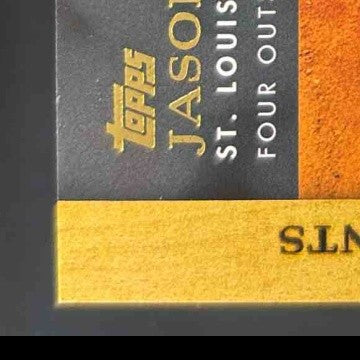 topps
JASO
ST. LOUIS
FOUR OUT
NTS